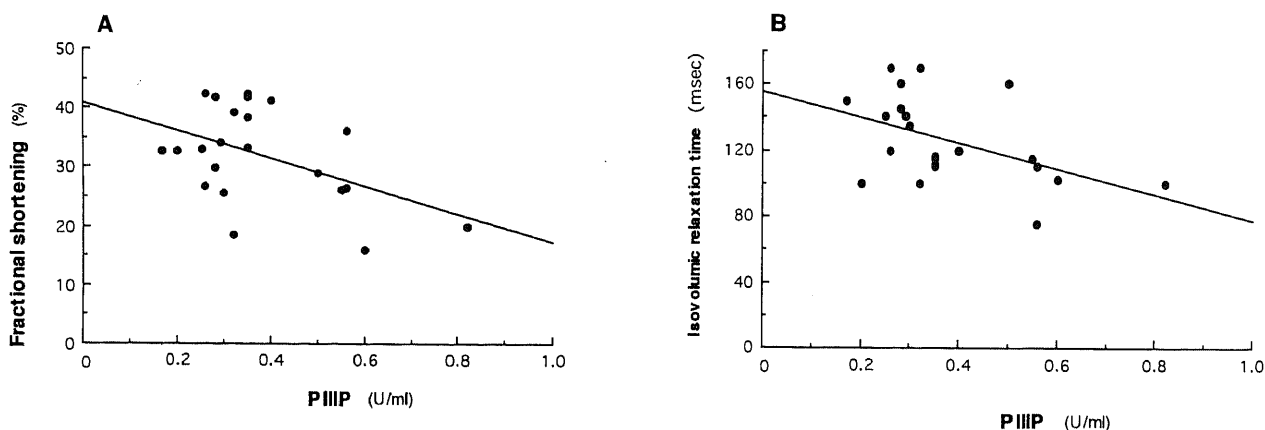 A
Fractional shortening (%)
50
40
30
20
10
0
0 0.2 0.4 0.6 0.8 1.0
PIIIP (U/ml)
B
Isovolumic relaxation time (msec)
160
120
80
40
0
0 0.2 0.4 0.6 0.8 1.0
PIIIP (U/ml)